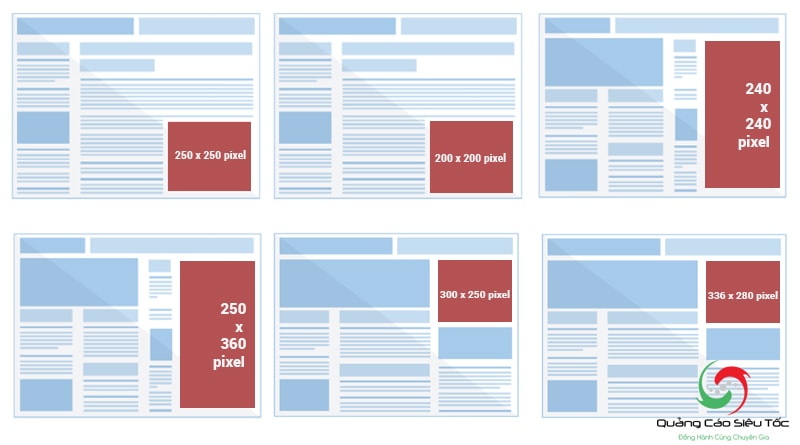 250 x 250 pixel
200 x 200 pixel
240
x
240
pixel
250
x
360
pixel
300 x 250 pixel
336 x 280 pixel
Quảng Cáo Siêu Tốc
Đồng Hành Cùng Chuyên Gia